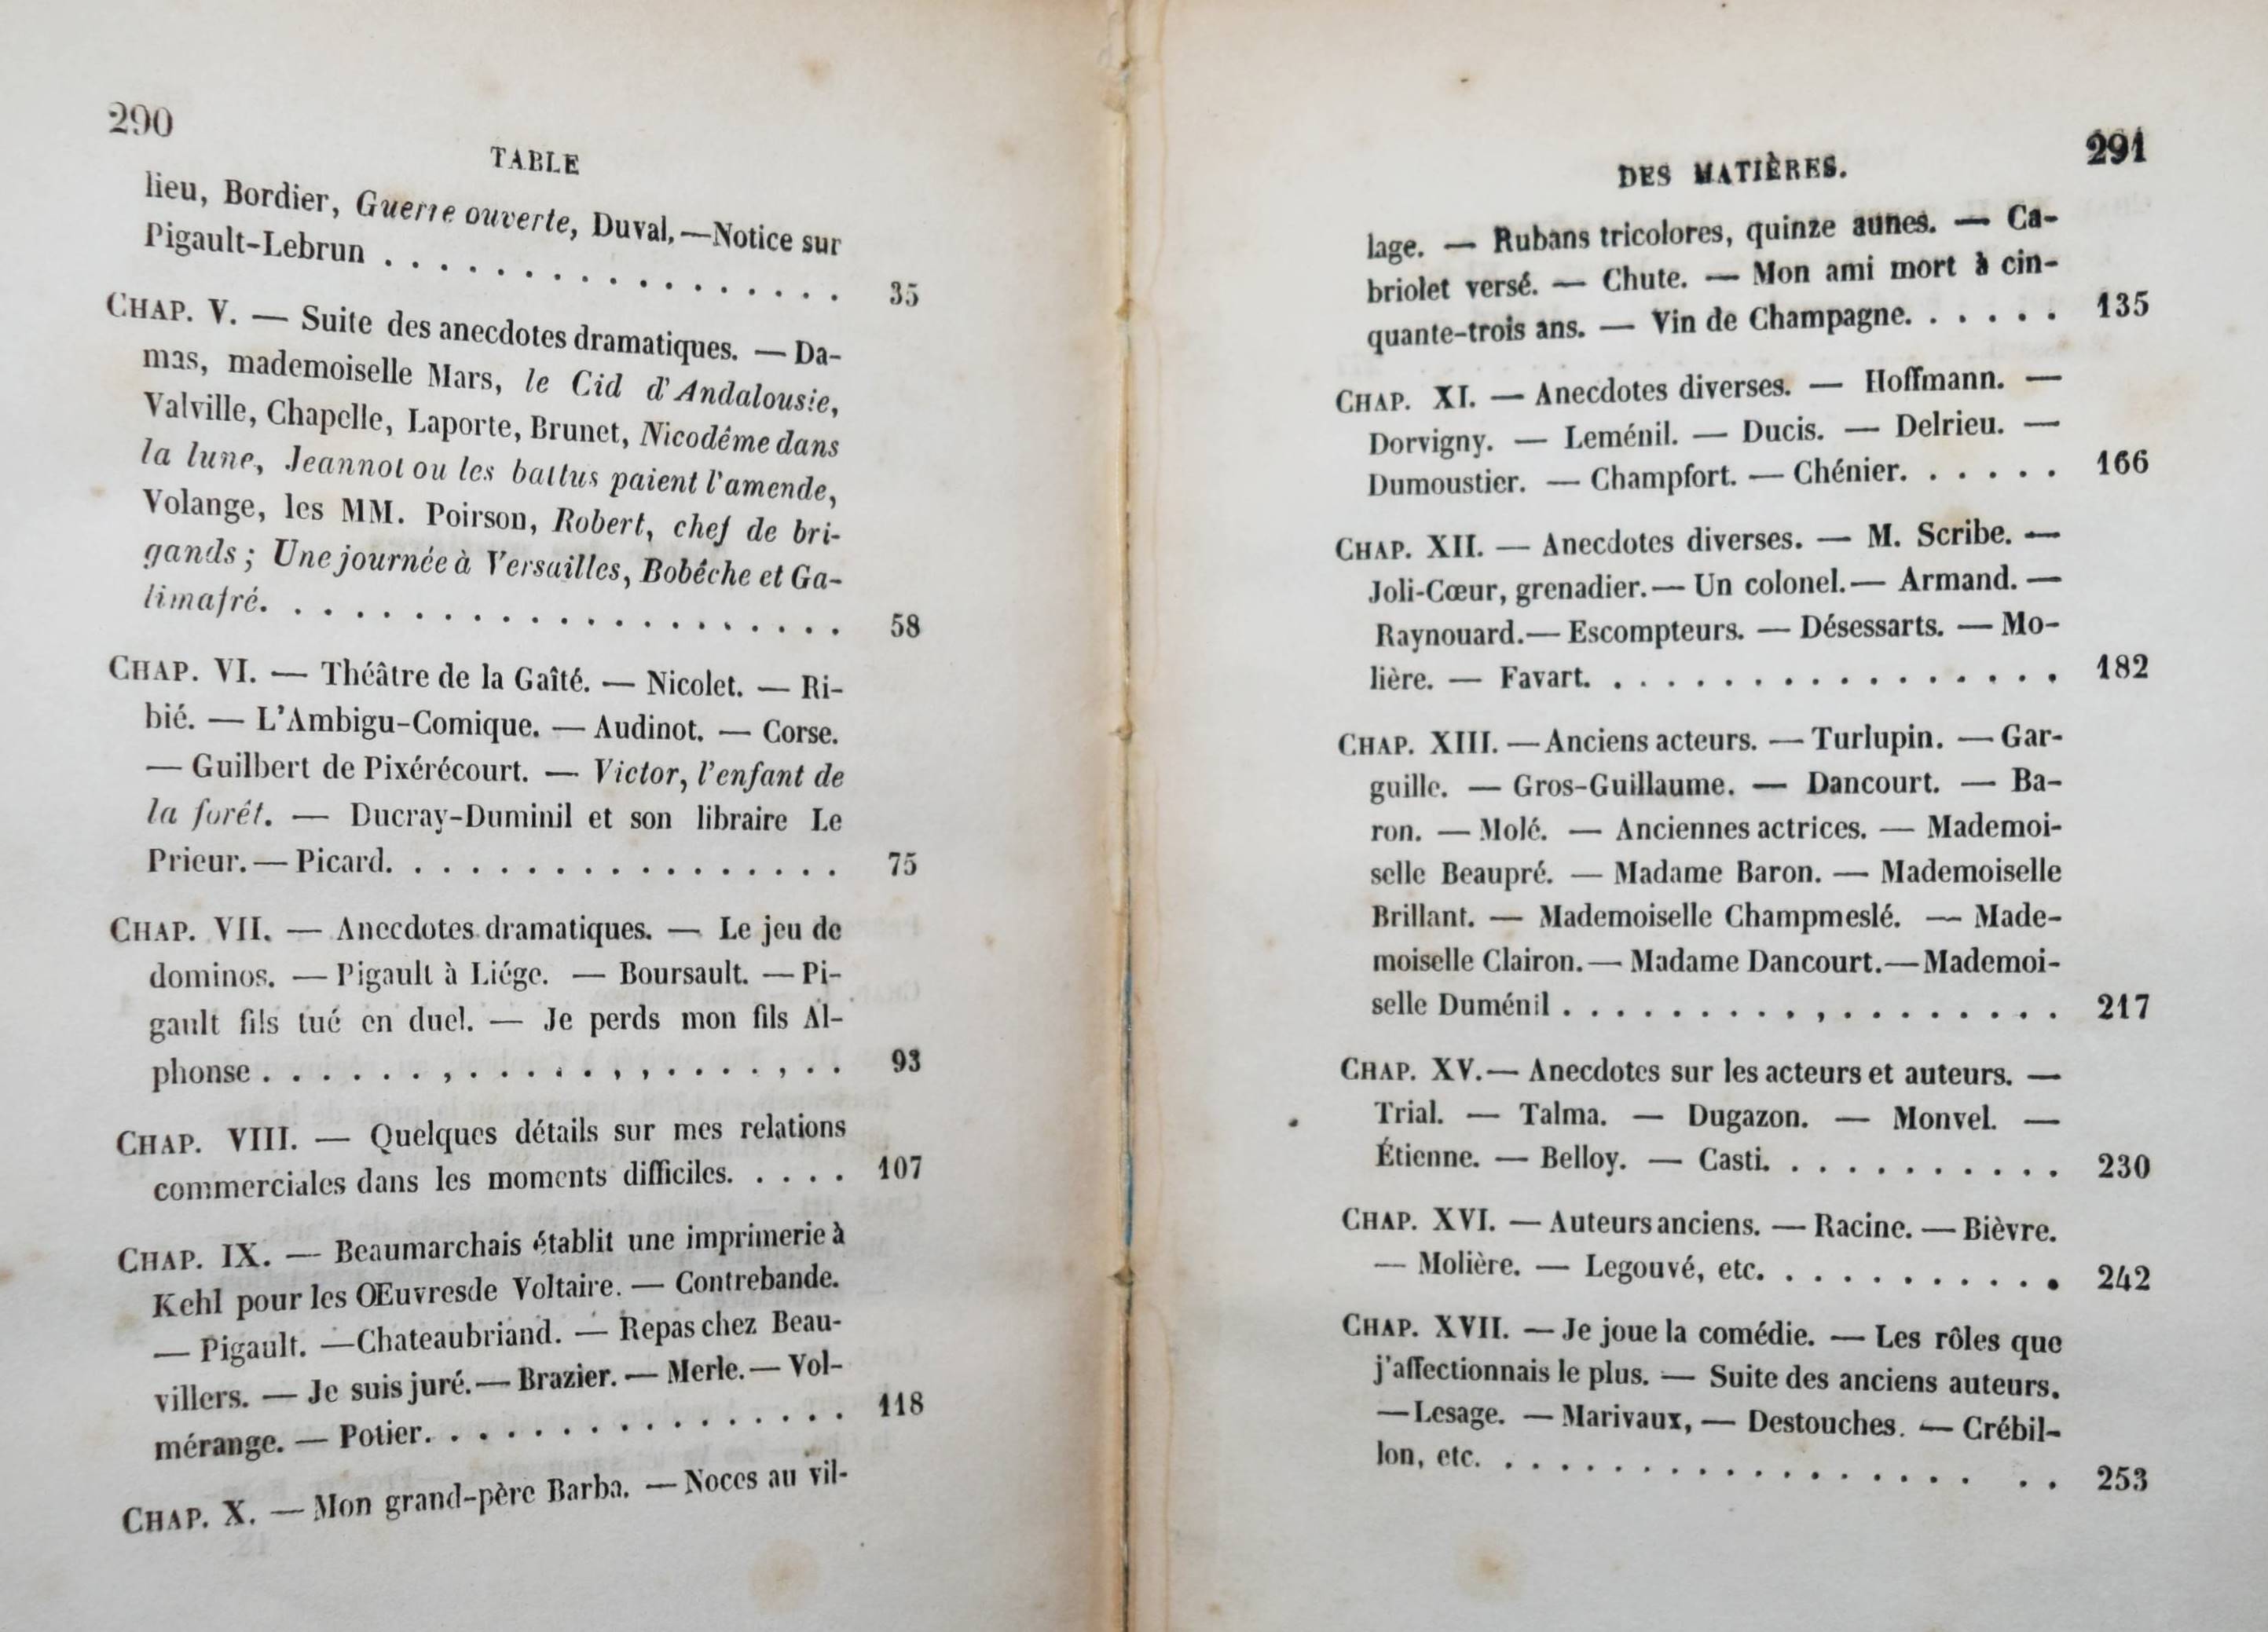 290
TABLE
lieu, Bordier, Guerre ouverte, Duval, —Notice sur
Pigault-Lebrun . . . . . . . . . . . . . . . . . 35
CHAP. V. — Suite des anecdotes dramatiques. — Da-
mas, mademoiselle Mars, le Cid d'Andalousie,
Valville, Chapelle, Laporte, Brunet, Nicodême dans
la lune, Jeannot ou les battus paient l'amende,
Volange, les MM. Poirson, Robert, chef de bri-
gands ; Une journée à Versailles, Bobêche et Ga-
limafré. . . . . . . . . . . . . . . . . . . . . 58
CHAP. VI. — Théâtre de la Gaîté. — Nicolet. — Ri-
bié. — L'Ambigu-Comique. — Audinot. — Corse.
— Guilbert de Pixérécourt. — Victor, l'enfant de
la forêt. — Ducray-Duminil et son libraire Le
Prieur. — Picard. . . . . . . . . . . . . . . . . 75
CHAP. VII. — Anecdotes dramatiques. — Le jeu de
dominos. — Pigault à Liége. — Boursault. — Pi-
gault fils tué en duel. — Je perds mon fils Al-
phonse . . . . . . . . . . . . . . . . . . . . . 93
CHAP. VIII. — Quelques détails sur mes relations
commerciales dans les moments difficiles. . . . . 107
CHAP. IX. — Beaumarchais établit une imprimerie à
Kehl pour les OEuvresde Voltaire. — Contrebande.
— Pigault. —Chateaubriand. — Repas chez Beau-
villers. — Je suis juré. — Brazier. — Merle. — Vol-
mérange. — Potier. . . . . . . . . . . . . . . . 118
CHAP. X. — Mon grand-père Barba. — Noces au vil-
291
DES MATIÈRES.
lage. — Rubans tricolores, quinze aunes. — Ca-
briolet versé. — Chute. — Mon ami mort à cin-
quante-trois ans. — Vin de Champagne. . . . . . 135
CHAP. XI. — Anecdotes diverses. — Hoffmann. —
Dorvigny. — Leménil. — Ducis. — Delrieu. —
Dumoustier. — Champfort. — Chénier. . . . . . 166
CHAP. XII. — Anecdotes diverses. — M. Scribe. —
Joli-Cœur, grenadier. — Un colonel. — Armand. —
Raynouard. — Escompteurs. — Désessarts. — Mo-
lière. — Favart. . . . . . . . . . . . . . . . . . 182
CHAP. XIII. — Anciens acteurs. — Turlupin. — Gar-
guille. — Gros-Guillaume. — Dancourt. — Ba-
ron. — Molé. — Anciennes actrices. — Mademoi-
selle Beaupré. — Madame Baron. — Mademoiselle
Brillant. — Mademoiselle Champmeslé. — Made-
moiselle Clairon. — Madame Dancourt. — Mademoi-
selle Duménil . . . . . . . . . . . . . . . . . . 217
CHAP. XV. — Anecdotes sur les acteurs et auteurs. —
Trial. — Talma. — Dugazon. — Monvel. —
Étienne. — Belloy. — Casti. . . . . . . . . . . 230
CHAP. XVI. — Auteurs anciens. — Racine. — Bièvre.
— Molière. — Legouvé, etc. . . . . . . . . . . . 242
CHAP. XVII. — Je joue la comédie. — Les rôles que
j'affectionnais le plus. — Suite des anciens auteurs.
— Lesage. — Marivaux, — Destouches. — Crébil-
lon, etc. . . . . . . . . . . . . . . . . . . . . 253